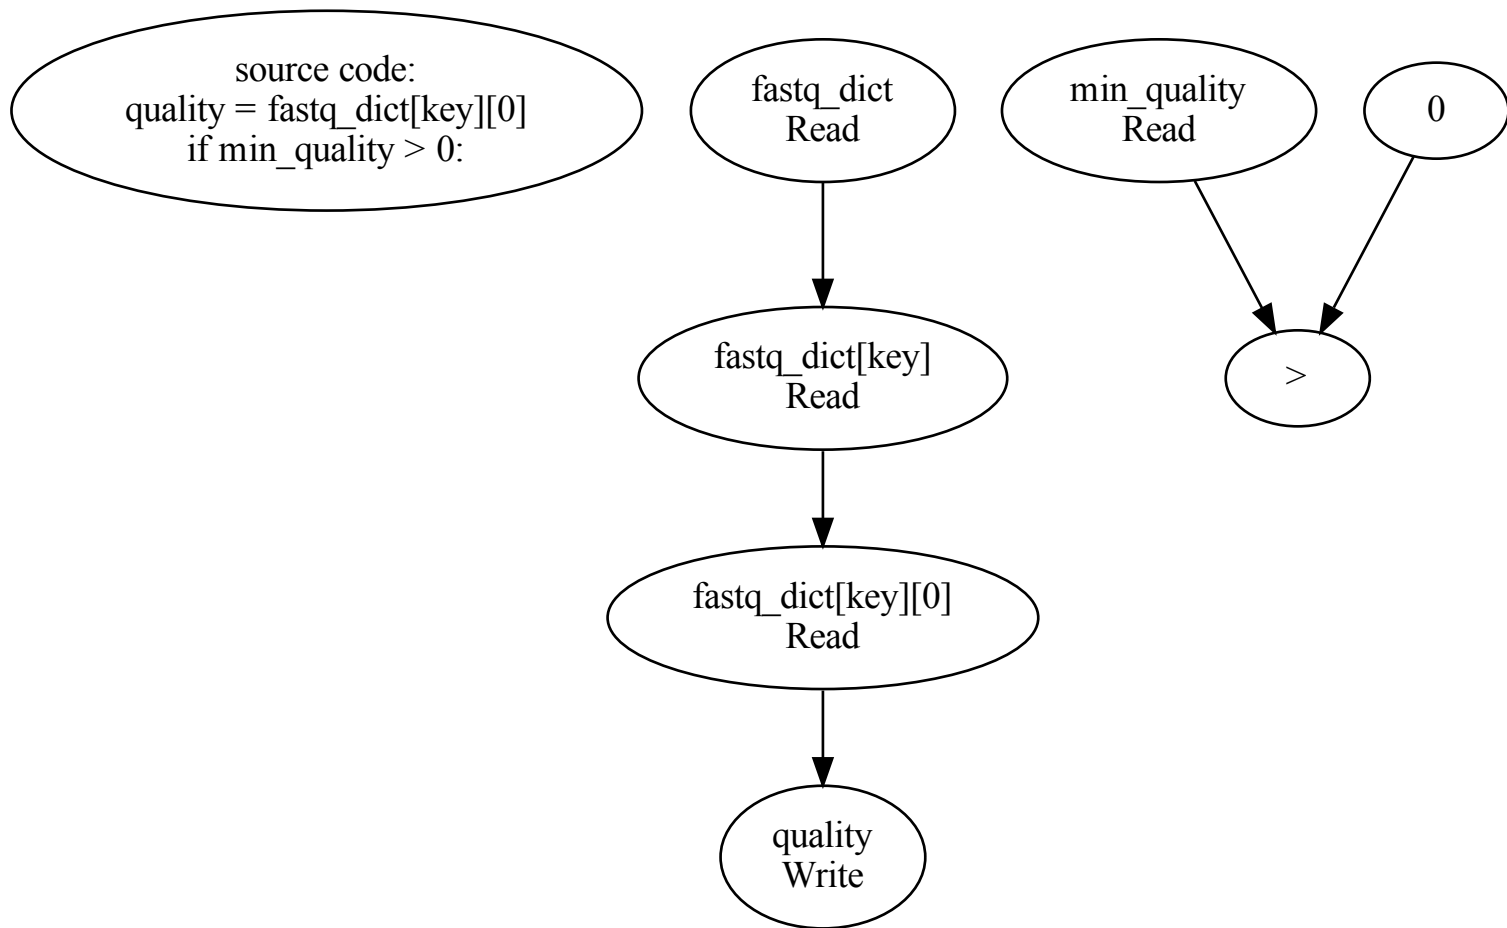 source code:
quality = fastq_dict[key][0]
if min_quality > 0:
fastq_dict
Read
min_quality
Read
0
fastq_dict[key]
Read
>
fastq_dict[key][0]
Read
quality
Write